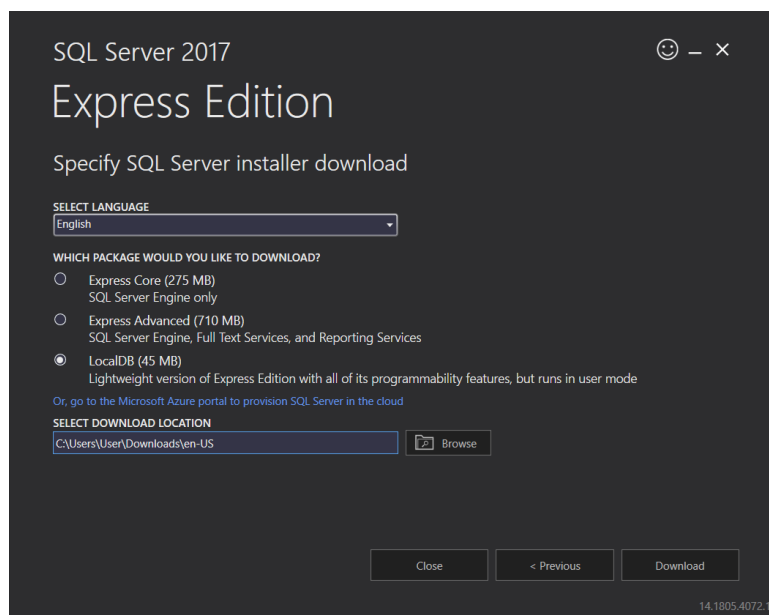 SQL Server 2017
Express Edition
Specify SQL Server installer download
SELECT LANGUAGE
English
WHICH PACKAGE WOULD YOU LIKE TO DOWNLOAD?
Express Core (275 MB)
SQL Server Engine only
Express Advanced (710 MB)
SQL Server Engine, Full Text Services, and Reporting Services
LocalDB (45 MB)
Lightweight version of Express Edition with all of its programmability features, but runs in user mode
Or, go to the Microsoft Azure portal to provision SQL Server in the cloud
SELECT DOWNLOAD LOCATION
C:\Users\User\Downloads\en-US
Browse
Close
< Previous
Download
14.1805.4072.1